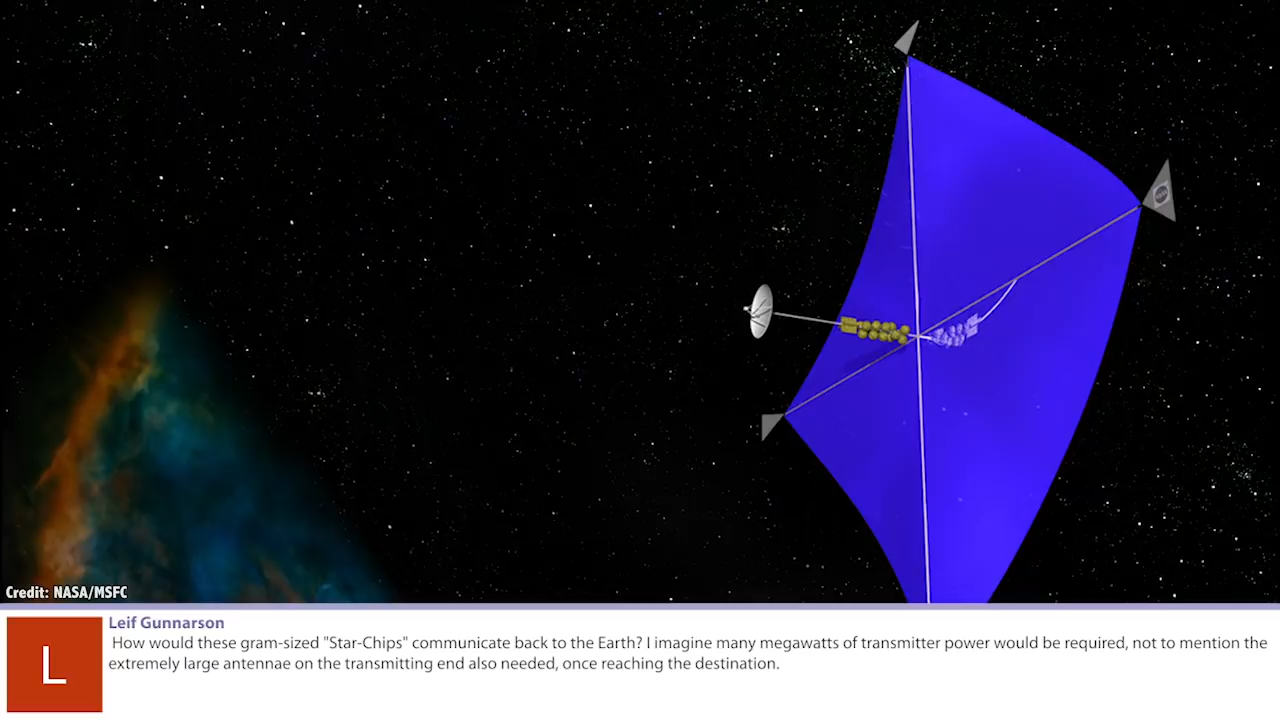 Credit: NASA/MSFC
Leif Gunnarson
How would these gram-sized "Star-Chips" communicate back to the Earth? I imagine many megawatts of transmitter power would be required, not to mention the
extremely large antennae on the transmitting end also needed, once reaching the destination.
L